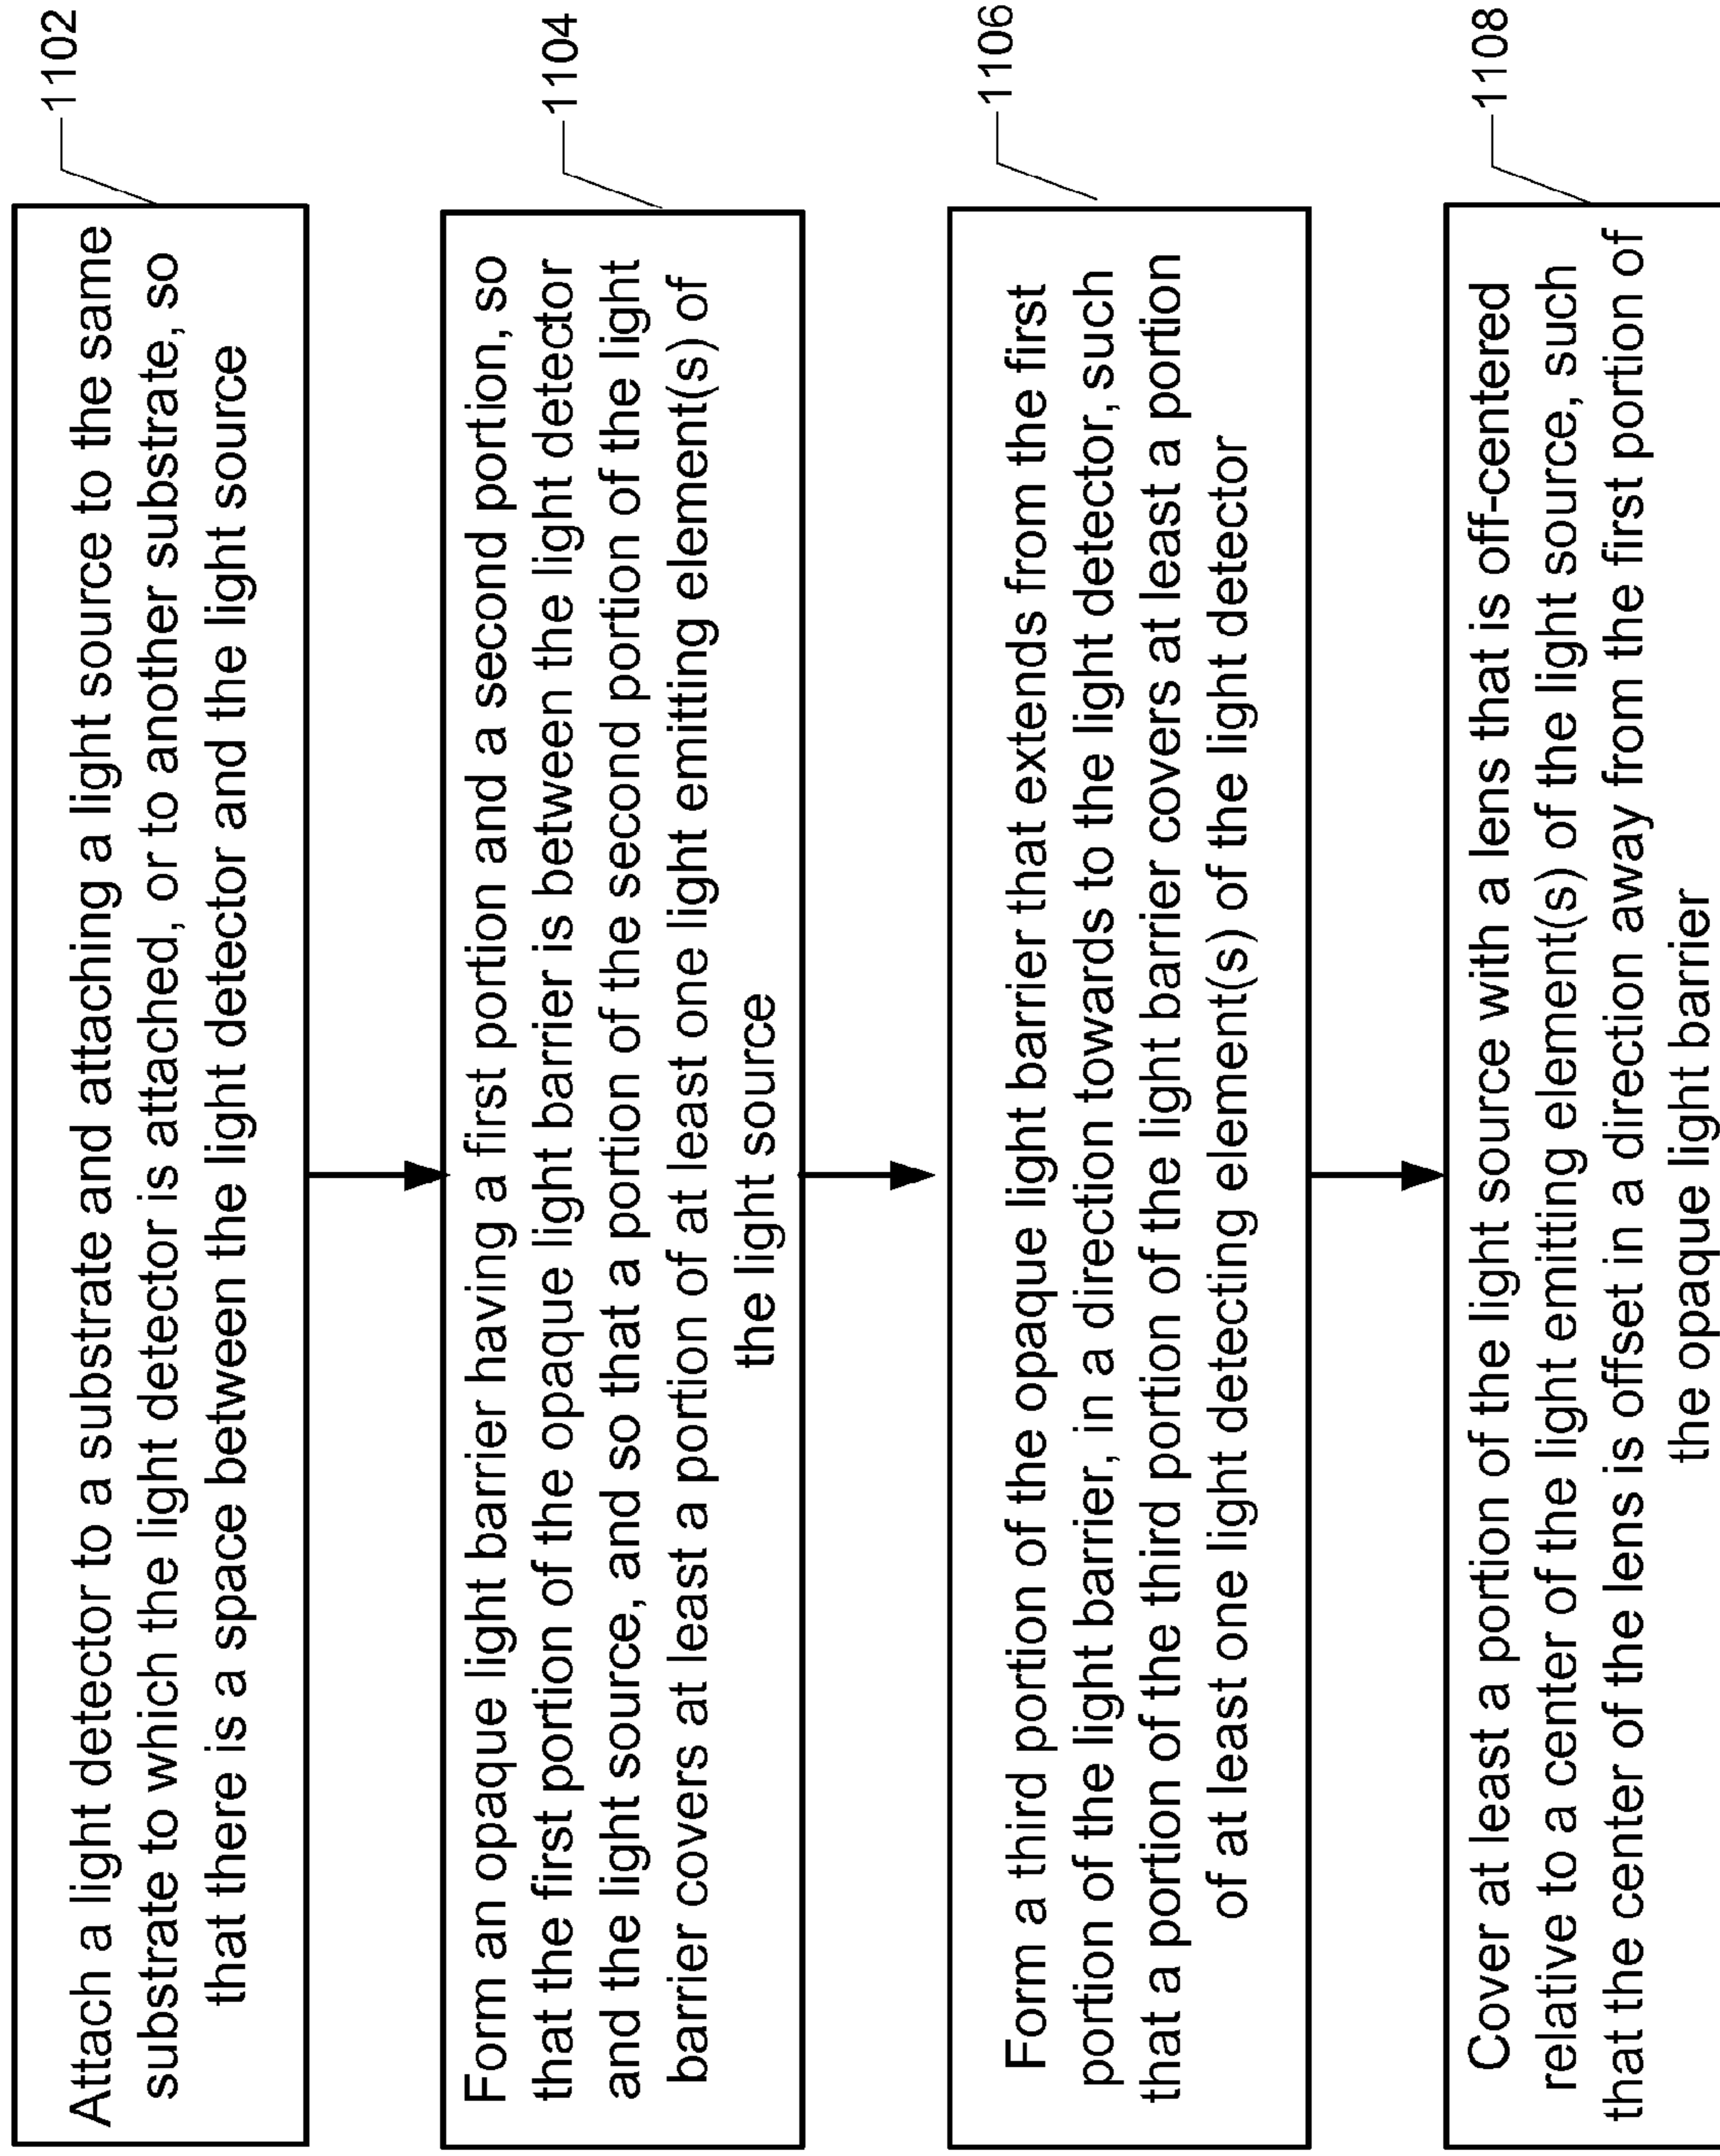 1102
Attach a light detector to a substrate and attaching a light source to the same
substrate to which the light detector is attached, or to another substrate, so
that there is a space between the light detector and the light source
1104
Form an opaque light barrier having a first portion and a second portion, so
that the first portion of the opaque light barrier is between the light detector
and the light source, and so that a portion of the second portion of the light
barrier covers at least a portion of at least one light emitting element(s) of
the light source
1106
Form a third portion of the opaque light barrier that extends from the first
portion of the light barrier, in a direction towards to the light detector, such
that a portion of the third portion of the light barrier covers at least a portion
of at least one light detecting element(s) of the light detector
1108
Cover at least a portion of the light source with a lens that is off-centered
relative to a center of the light emitting element(s) of the light source, such
that the center of the lens is offset in a direction away from the first portion of
the opaque light barrier